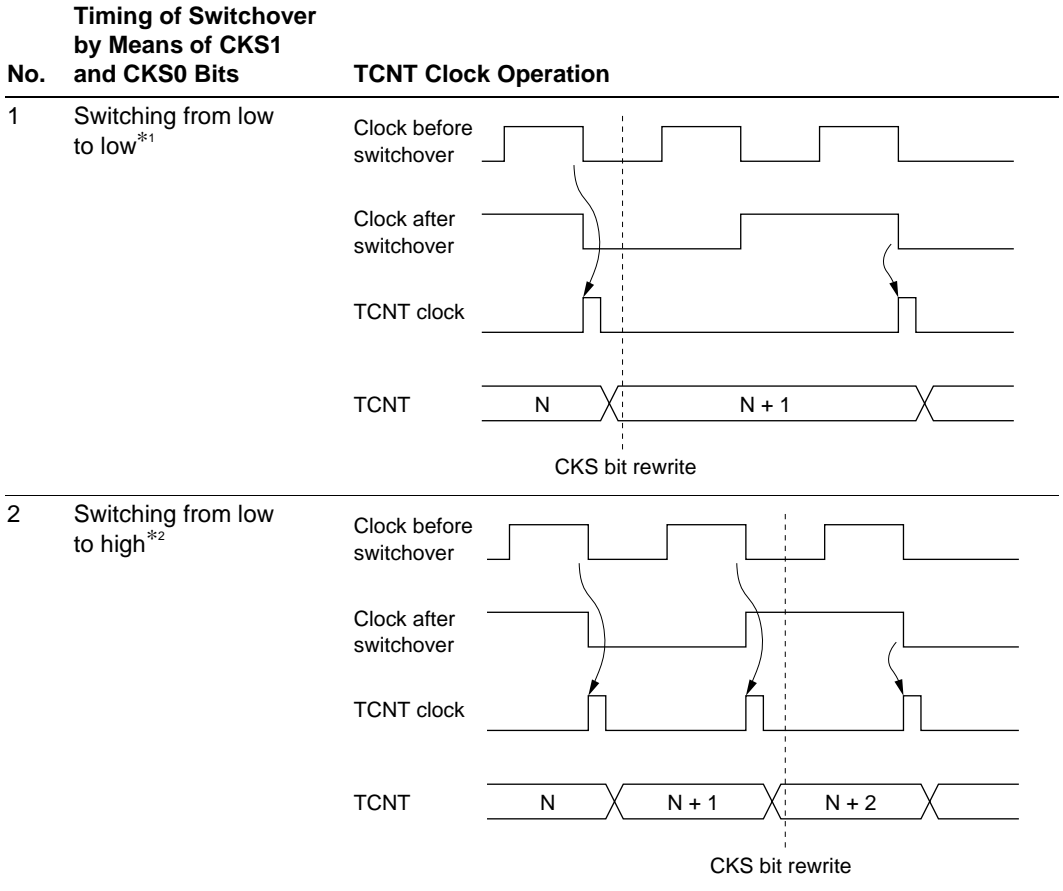 No.
Timing of Switchover
by Means of CKS1
and CKS0 Bits
TCNT Clock Operation
1
Switching from low
to low*1
Clock before
switchover
Clock after
switchover
TCNT clock
TCNT
N
N + 1
CKS bit rewrite
2
Switching from low
to high*2
Clock before
switchover
Clock after
switchover
TCNT clock
TCNT
N
N + 1
N + 2
CKS bit rewrite